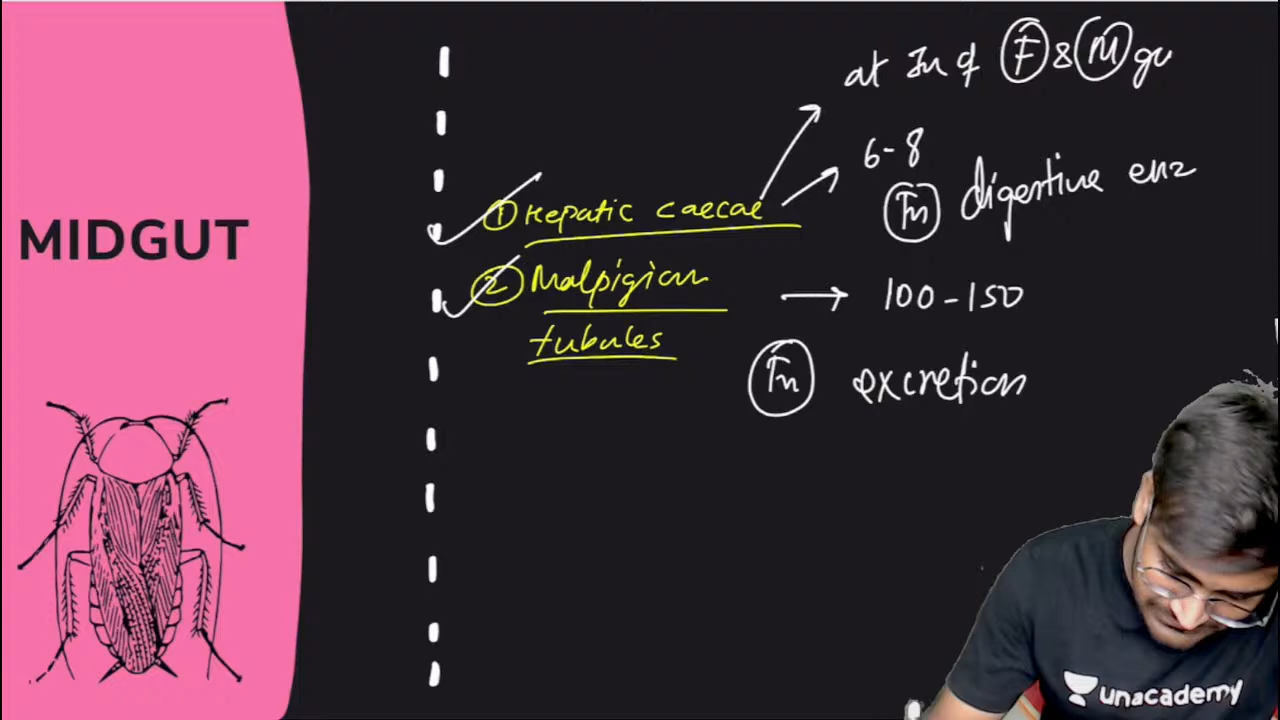 MIDGUT
at Jn of F & M gu
6-8
① Hepatic caecae
Fn digestive enz
② Malpigian
tubules
→ 100-150
Fn excretion
unacademy